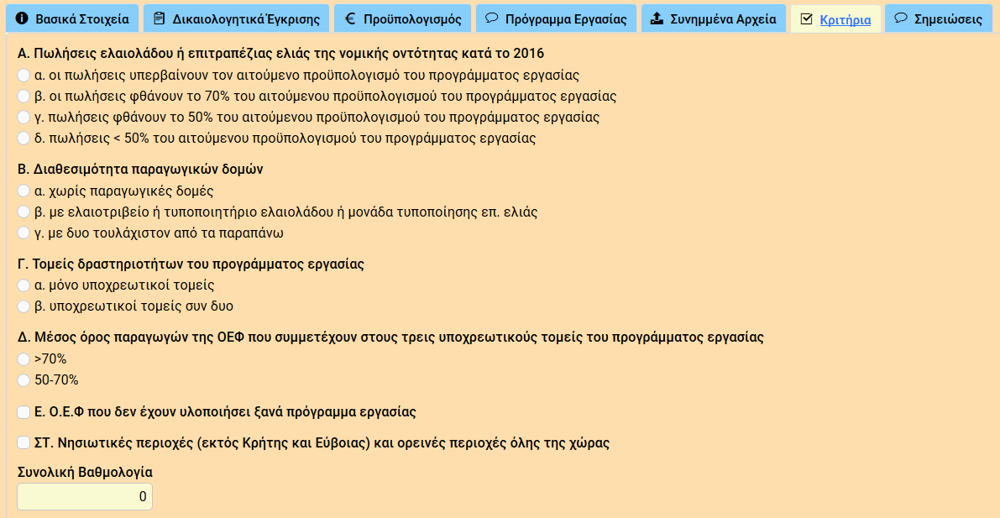 Βασικά Στοιχεία
Δικαιολογητικά Έγκρισης
Προϋπολογισμός
Πρόγραμμα Εργασίας
Συνημμένα Αρχεία
Κριτήρια
Σημειώσεις
Α. Πωλήσεις ελαιολάδου ή επιτραπέζιας ελιάς της νομικής οντότητας κατά το 2016
α. οι πωλήσεις υπερβαίνουν τον αιτούμενο προϋπολογισμό του προγράμματος εργασίας
β. οι πωλήσεις φθάνουν το 70% του αιτούμενου προϋπολογισμού του προγράμματος εργασίας
γ. πωλήσεις φθάνουν το 50% του αιτούμενου προϋπολογισμού του προγράμματος εργασίας
δ. πωλήσεις < 50% του αιτούμενου προϋπολογισμού του προγράμματος εργασίας
Β. Διαθεσιμότητα παραγωγικών δομών
α. χωρίς παραγωγικές δομές
β. με ελαιοτριβείο ή τυποποιητήριο ελαιολάδου ή μονάδα τυποποίησης επ. ελιάς
γ. με δυο τουλάχιστον από τα παραπάνω
Γ. Τομείς δραστηριοτήτων του προγράμματος εργασίας
α. μόνο υποχρεωτικοί τομείς
β. υποχρεωτικοί τομείς συν δυο
Δ. Μέσος όρος παραγωγών της ΟΕΦ που συμμετέχουν στους τρεις υποχρεωτικούς τομείς του προγράμματος εργασίας
>70%
50-70%
Ε. Ο.Ε.Φ που δεν έχουν υλοποιήσει ξανά πρόγραμμα εργασίας
ΣΤ. Νησιωτικές περιοχές (εκτός Κρήτης και Εύβοιας) και ορεινές περιοχές όλης της χώρας
Συνολική Βαθμολογία
0